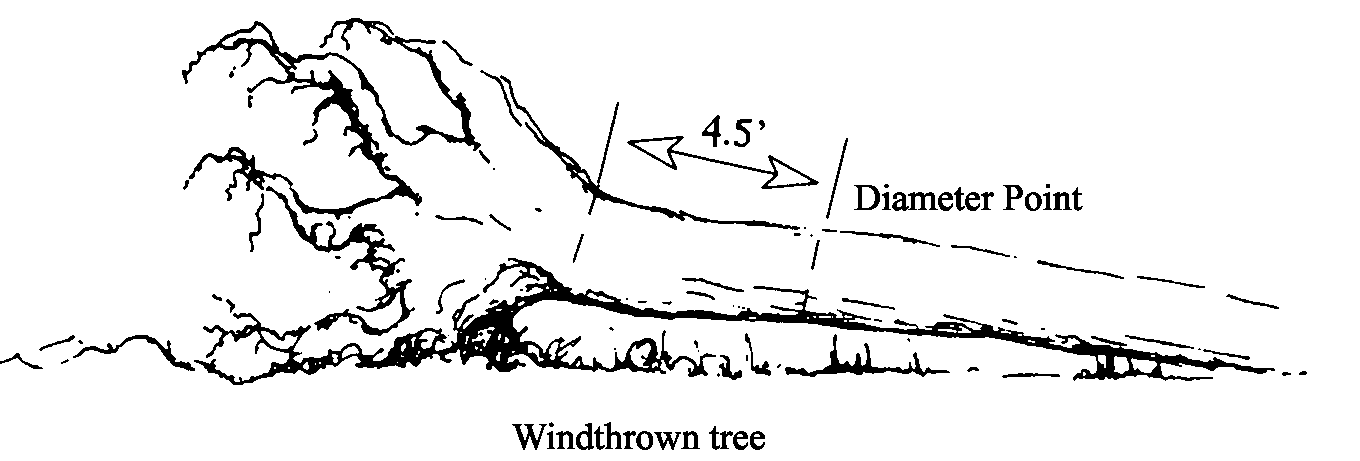 4.5’
Diameter Point
Windthrown tree